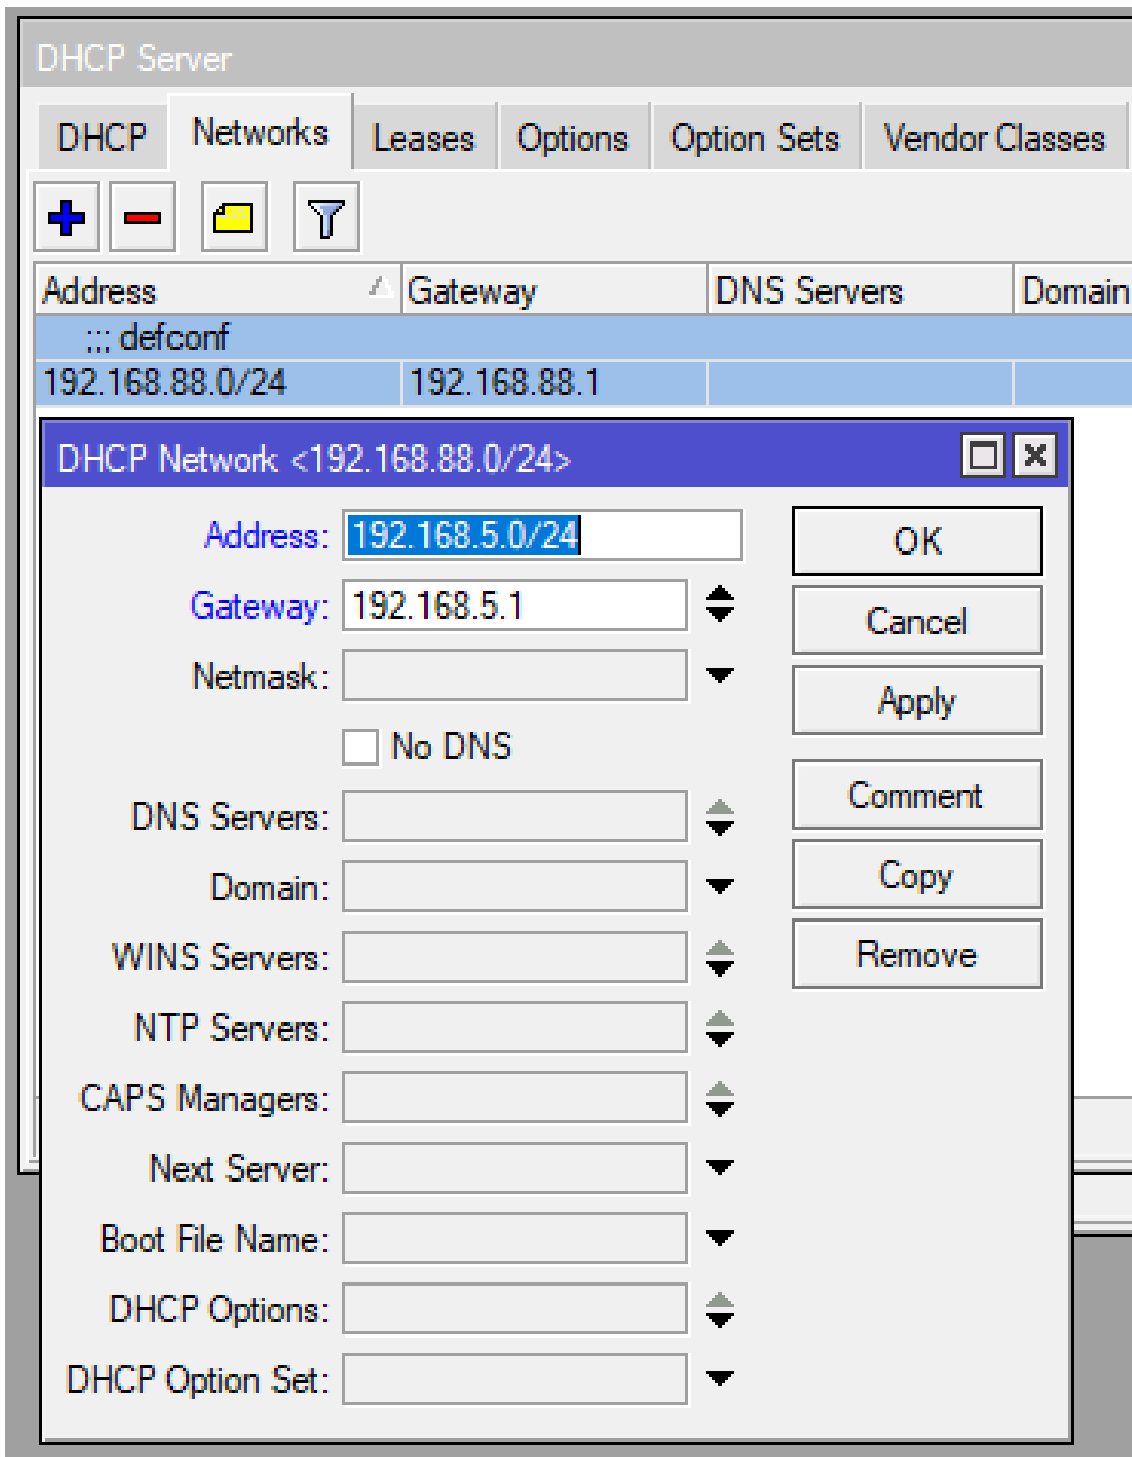 DHCP Server
DHCP Networks Leases Options Option Sets Vendor Classes
Address Gateway DNS Servers Domain
;;; defconf
192.168.88.0/24 192.168.88.1
DHCP Network <192.168.88.0/24>
Address: 192.168.5.0/24 OK
Gateway: 192.168.5.1 Cancel
Netmask: Apply
No DNS
DNS Servers: Comment
Domain: Copy
WINS Servers: Remove
NTP Servers:
CAPS Managers:
Next Server:
Boot File Name:
DHCP Options:
DHCP Option Set: